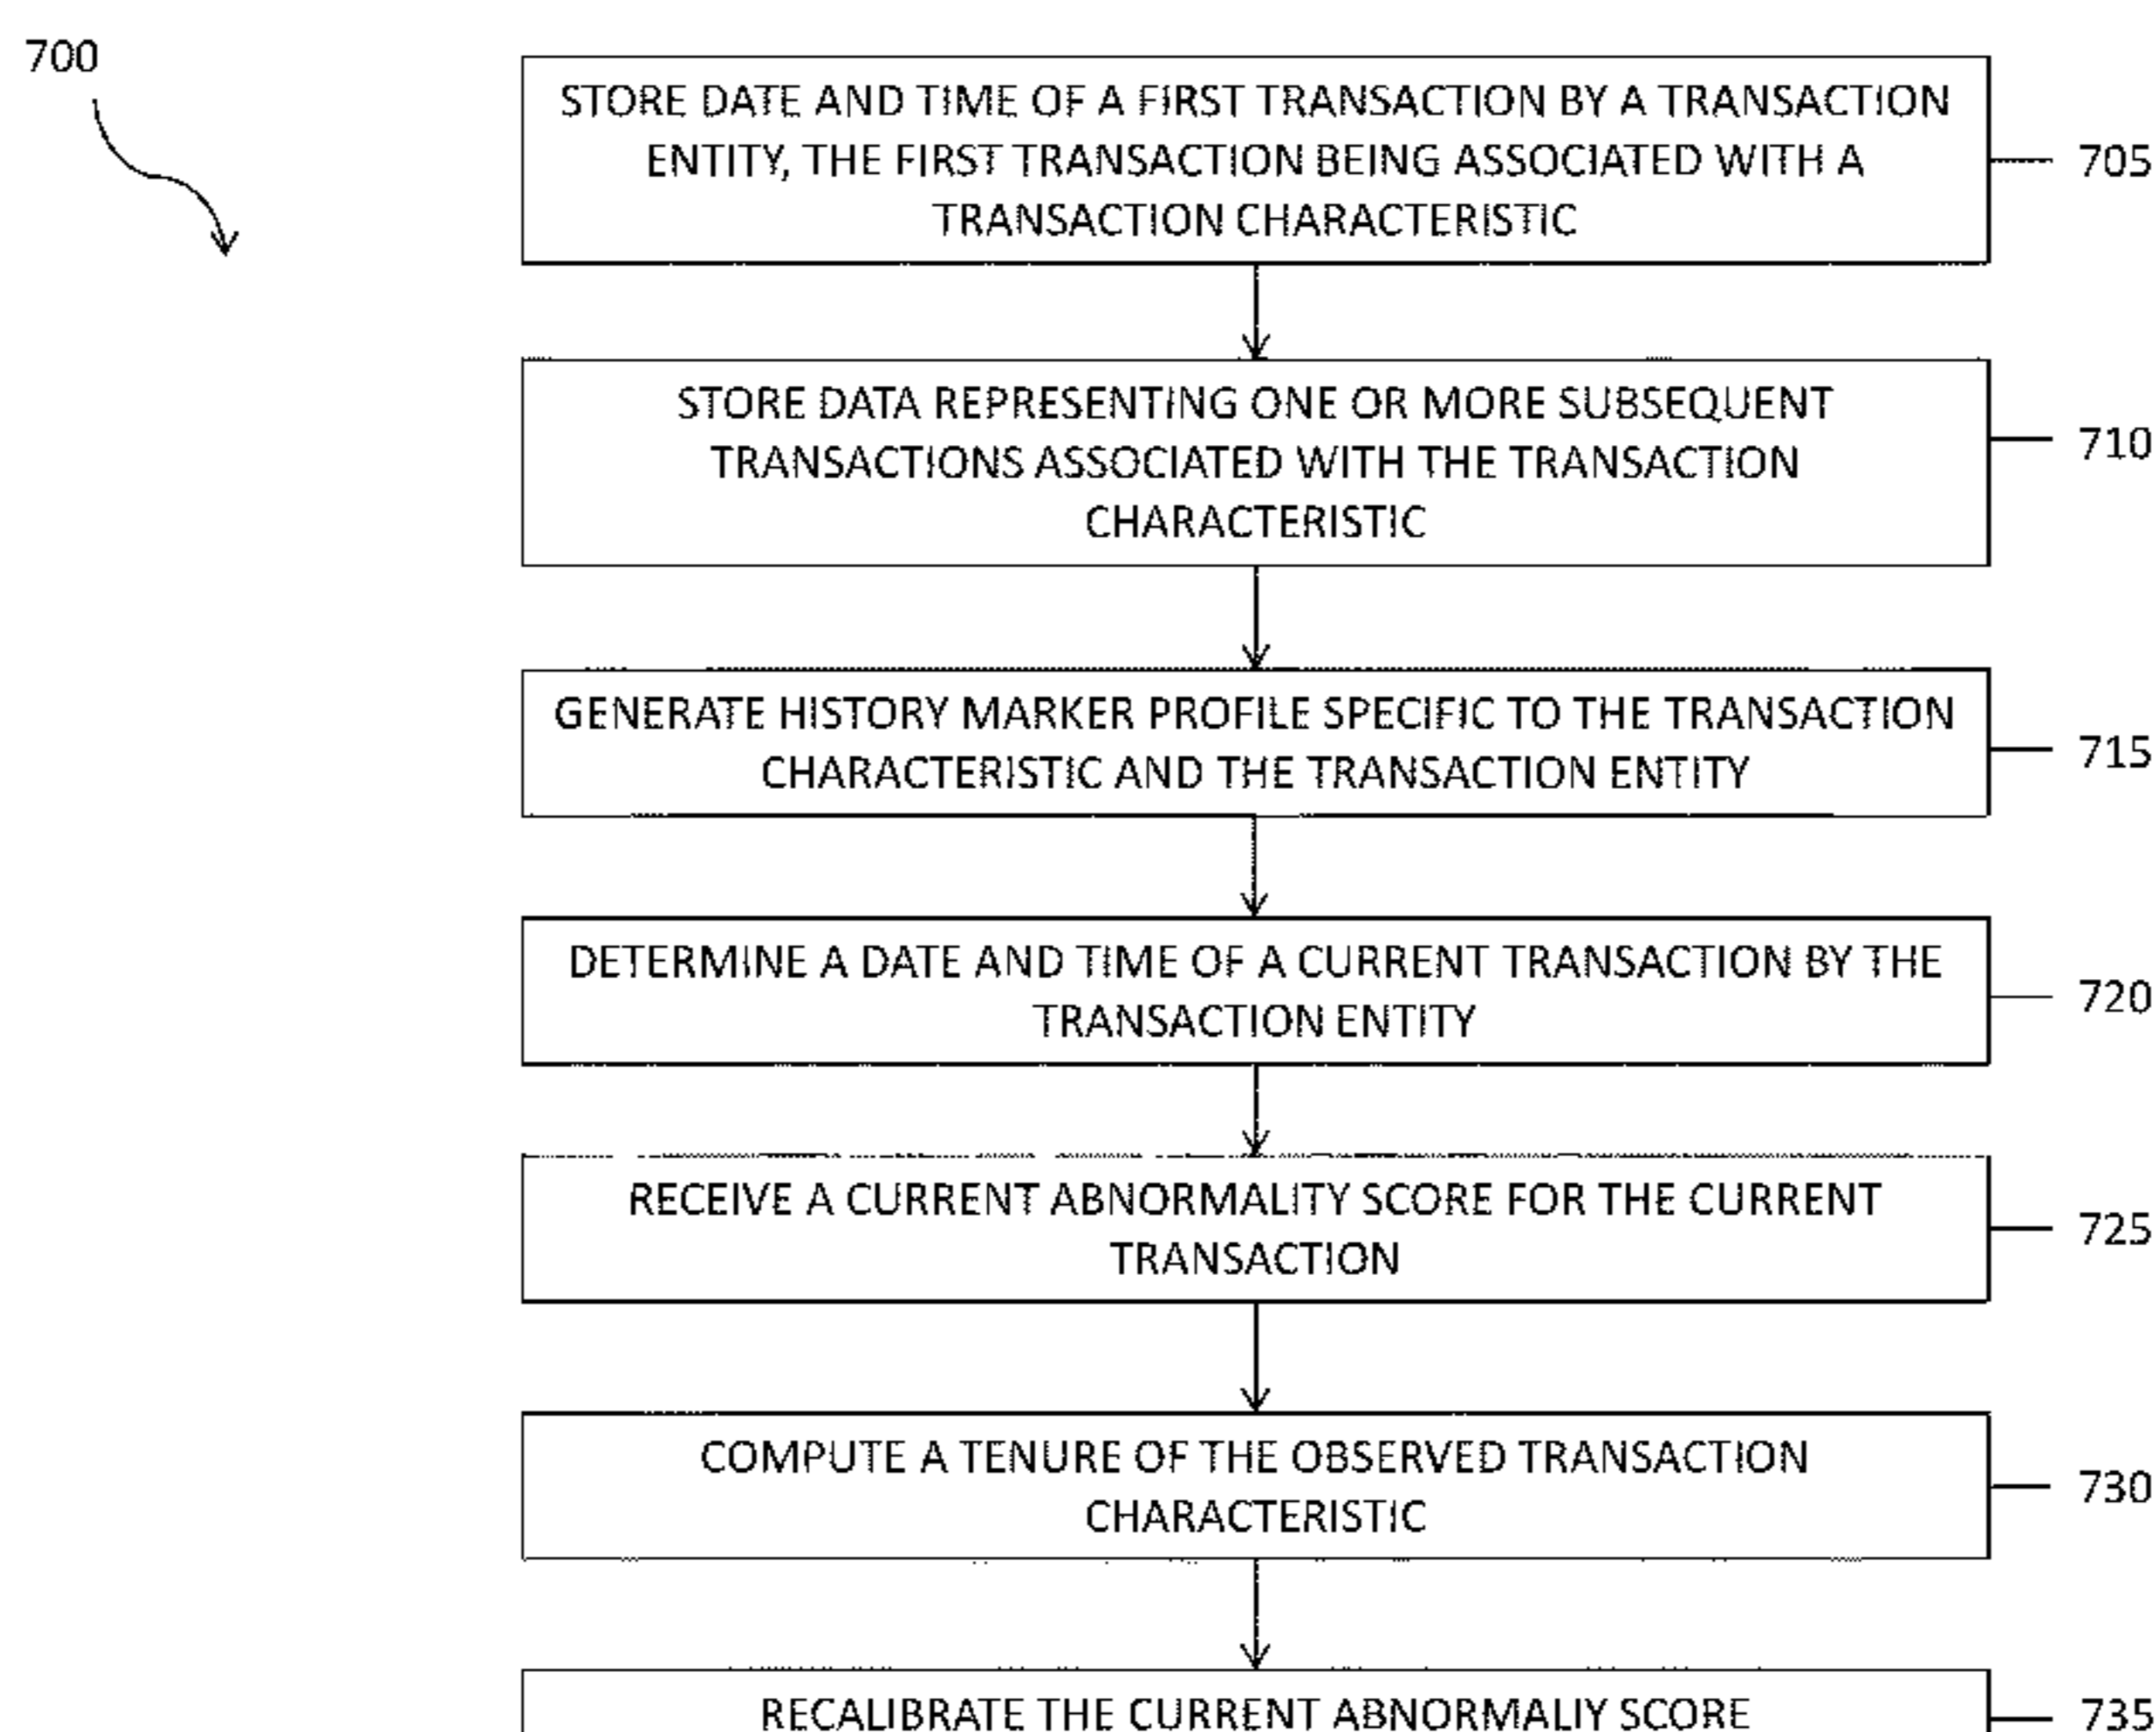 700
STORE DATE AND TIME OF A FIRST TRANSACTION BY A TRANSACTION
ENTITY, THE FIRST TRANSACTION BEING ASSOCIATED WITH A
TRANSACTION CHARACTERISTIC
705
STORE DATA REPRESENTING ONE OR MORE SUBSEQUENT
TRANSACTIONS ASSOCIATED WITH THE TRANSACTION
CHARACTERISTIC
710
GENERATE HISTORY MARKER PROFILE SPECIFIC TO THE TRANSACTION
CHARACTERISTIC AND THE TRANSACTION ENTITY
715
DETERMINE A DATE AND TIME OF A CURRENT TRANSACTION BY THE
TRANSACTION ENTITY
720
RECEIVE A CURRENT ABNORMALITY SCORE FOR THE CURRENT
TRANSACTION
725
COMPUTE A TENURE OF THE OBSERVED TRANSACTION
CHARACTERISTIC
730
RECALIBRATE THE CURRENT ABNORMALIY SCORE
735